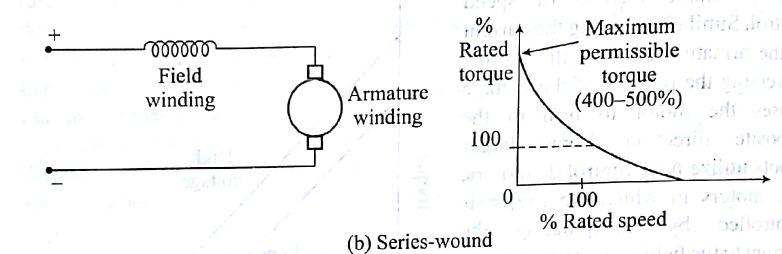 +
Field
winding
Armature
winding
−
%
Rated
torque
Maximum
permissible
torque
(400–500%)
100
0
100
% Rated speed
(b) Series-wound